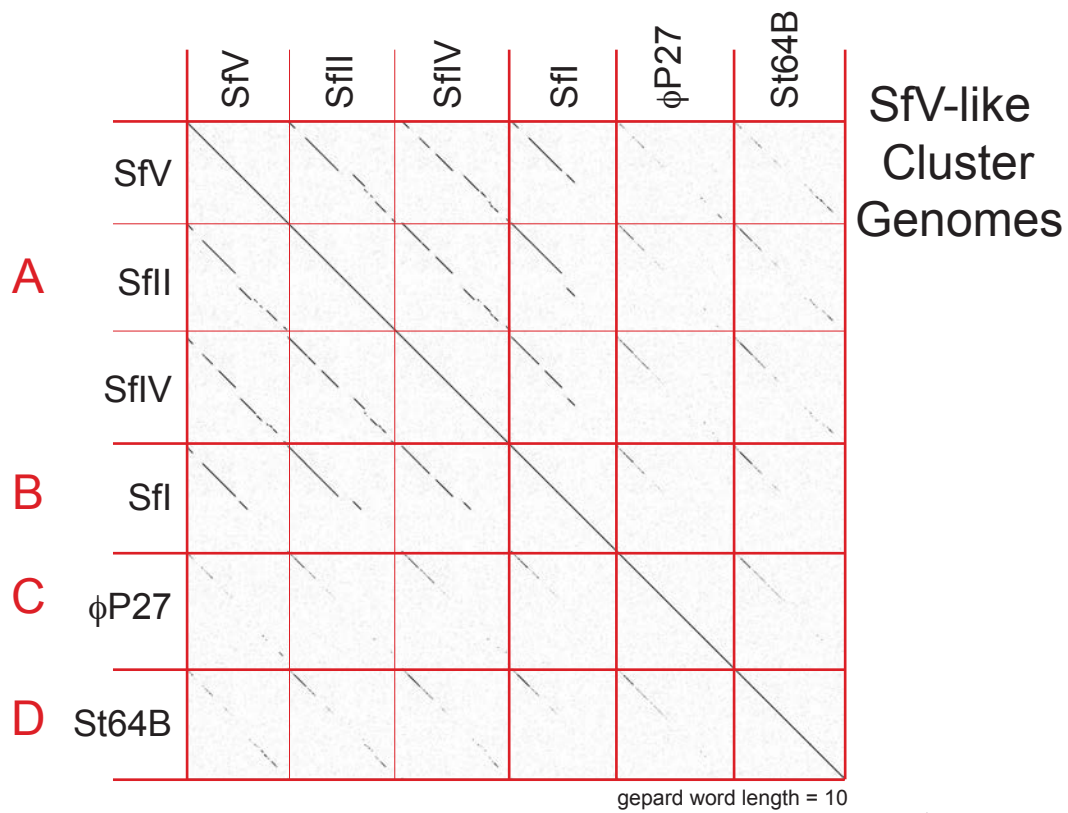 SfV
SfII
SfIV
SfI
ϕP27
St64B
SfV-like
Cluster
Genomes
SfV
A
SfII
SfIV
B
SfI
C
ϕP27
D
St64B
gepard word length = 10